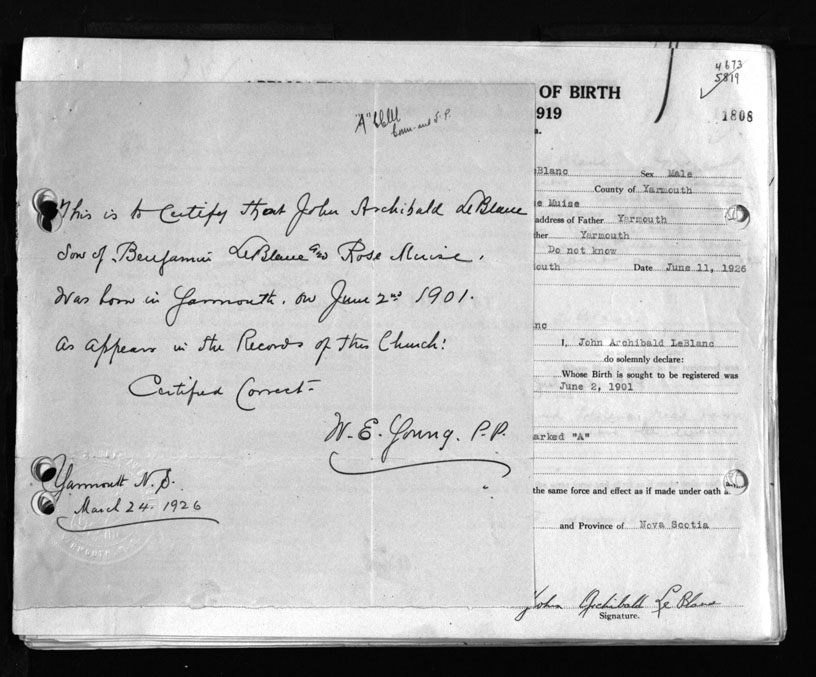 "A"
This is to Certify that John Archibald LeBlanc
Son of Benjamin LeBlanc and Rose Muise,
Was born in Yarmouth, on June 2nd 1901.
as appears in the Records of this Church:
Certified Correct-
W. E. Young. P.P.
Yarmouth N.S.
March 24. 1926
4673
5819
OF BIRTH
919
1808
eBlanc Sex Male
County of Yarmouth
e Muise
address of Father Yarmouth
her Yarmouth
Do not know
outh Date June 11, 1926
nc
I, John Archibald LeBlanc
do solemnly declare:
Whose Birth is sought to be registered was
June 2, 1901
arked "A"
the same force and effect as if made under oath
and Province of Nova Scotia
John Archibald Le Blanc
Signature.